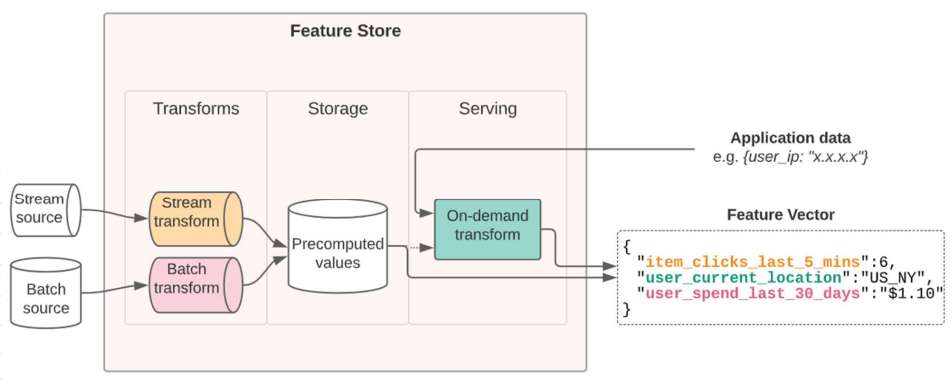 Feature Store
Transforms
Storage
Serving
Application data
e.g. {user_ip: "x.x.x.x"}
Stream
source
Stream
transform
Precomputed
values
On-demand
transform
Batch
source
Batch
transform
Feature Vector
{
"item_clicks_last_5_mins":6,
"user_current_location":"US_NY",
"user_spend_last_30_days":"$1.10"
}